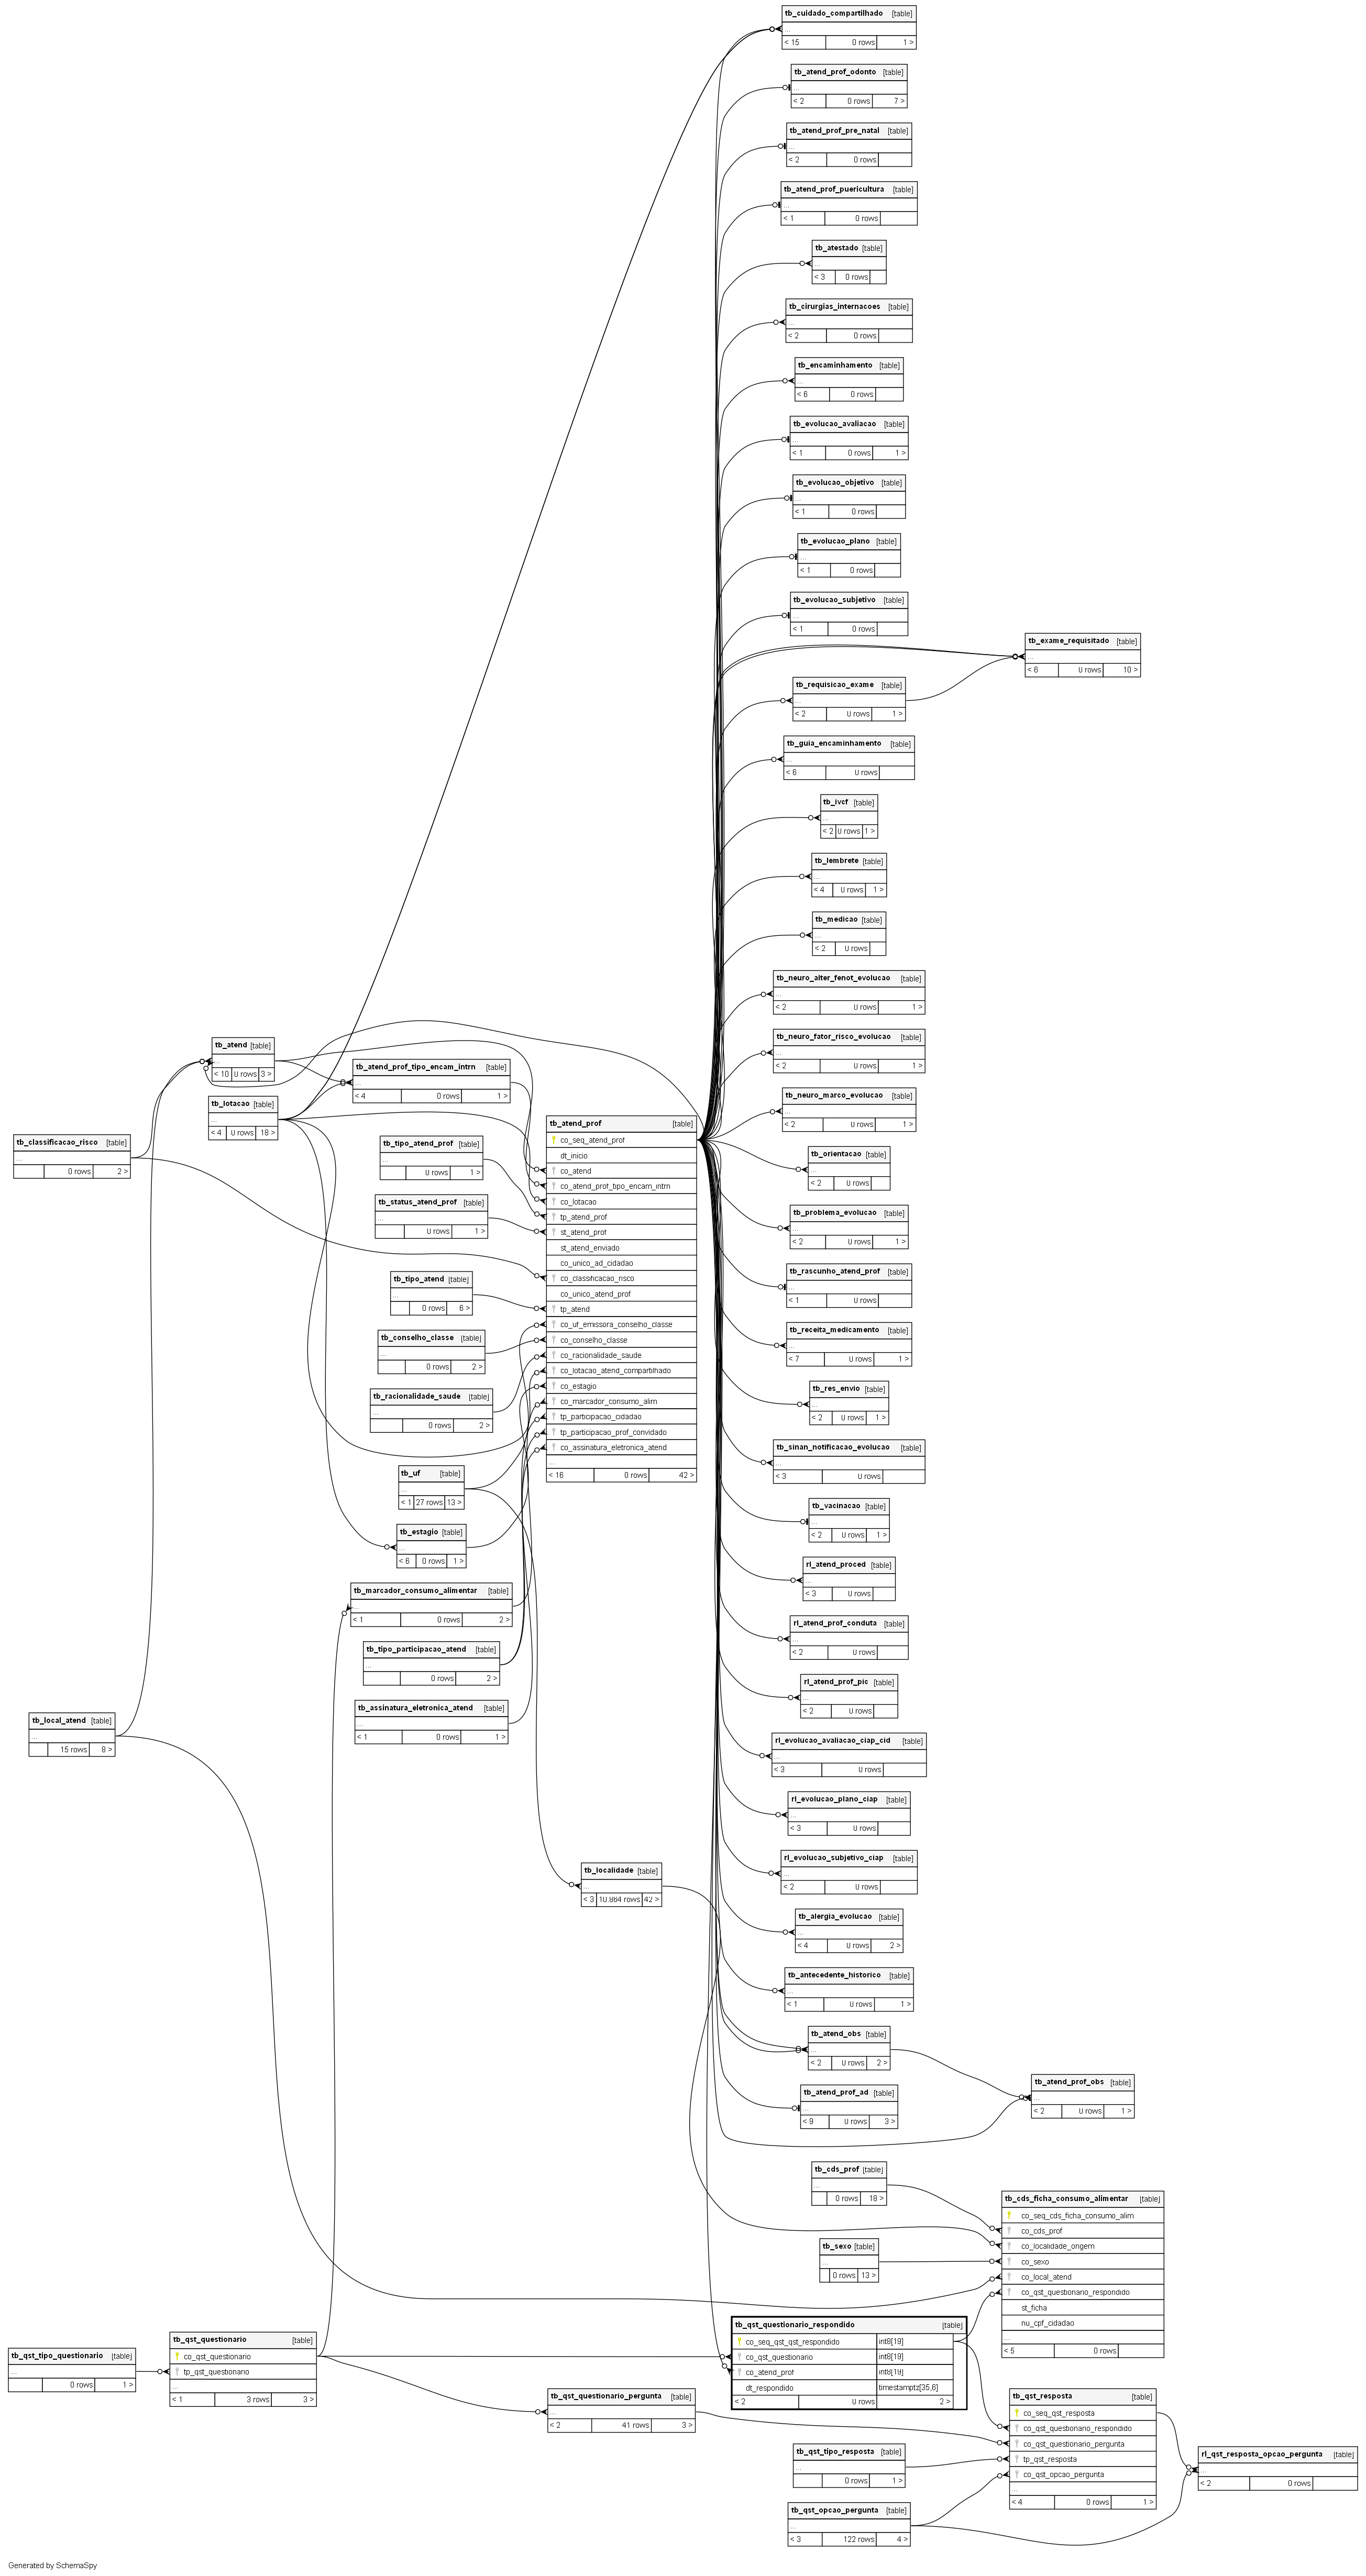 tb_cuidado_compartilhado [table]
...
< 15 0 rows 1 >
tb_atend_prof_odonto [table]
...
< 2 0 rows 7 >
tb_atend_prof_pre_natal [table]
...
< 2 0 rows
tb_atend_prof_puericultura [table]
...
< 1 0 rows
tb_atestado [table]
...
< 3 0 rows
tb_cirurgias_internacoes [table]
...
< 2 0 rows
tb_encaminhamento [table]
...
< 6 0 rows
tb_evolucao_avaliacao [table]
...
< 1 0 rows 1 >
tb_evolucao_objetivo [table]
...
< 1 0 rows
tb_evolucao_plano [table]
...
< 1 0 rows
tb_evolucao_subjetivo [table]
...
< 1 0 rows
tb_exame_requisitado [table]
...
< 6 0 rows 10 >
tb_requisicao_exame [table]
...
< 2 0 rows 1 >
tb_guia_encaminhamento [table]
...
< 6 0 rows
tb_ivcf [table]
...
< 2 0 rows 1 >
tb_lembrete [table]
...
< 4 0 rows 1 >
tb_medicao [table]
...
< 2 0 rows
tb_neuro_alter_fenot_evolucao [table]
...
< 2 0 rows 1 >
tb_neuro_fator_risco_evolucao [table]
...
< 2 0 rows 1 >
tb_neuro_marco_evolucao [table]
...
< 2 0 rows 1 >
tb_orientacao [table]
...
< 2 0 rows
tb_problema_evolucao [table]
...
< 2 0 rows 1 >
tb_rascunho_atend_prof [table]
...
< 1 0 rows
tb_receita_medicamento [table]
...
< 7 0 rows 1 >
tb_res_envio [table]
...
< 2 0 rows 1 >
tb_sinan_notificacao_evolucao [table]
...
< 3 0 rows
tb_vacinacao [table]
...
< 2 0 rows 1 >
rl_atend_proced [table]
...
< 3 0 rows
rl_atend_prof_conduta [table]
...
< 2 0 rows
rl_atend_prof_pic [table]
...
< 2 0 rows
rl_evolucao_avaliacao_ciap_cid [table]
...
< 3 0 rows
rl_evolucao_plano_ciap [table]
...
< 3 0 rows
rl_evolucao_subjetivo_ciap [table]
...
< 2 0 rows
tb_alergia_evolucao [table]
...
< 4 0 rows 2 >
tb_antecedente_historico [table]
...
< 1 0 rows 1 >
tb_atend_obs [table]
...
< 2 0 rows 2 >
tb_atend_prof_obs [table]
...
< 2 0 rows 1 >
tb_atend_prof_ad [table]
...
< 9 0 rows 3 >
tb_atend [table]
...
< 10 0 rows 3 >
tb_atend_prof_tipo_encam_intrn [table]
...
< 4 0 rows 1 >
tb_lotacao [table]
...
< 4 0 rows 18 >
tb_classificacao_risco [table]
...
0 rows 2 >
tb_atend_prof [table]
co_seq_atend_prof
dt_inicio
co_atend
co_atend_prof_tipo_encam_intrn
co_lotacao
tp_atend_prof
st_atend_prof
st_atend_enviado
co_unico_ad_cidadao
co_classificacao_risco
co_unico_atend_prof
tp_atend
co_uf_emissora_conselho_classe
co_conselho_classe
co_racionalidade_saude
co_lotacao_atend_compartilhado
co_estagio
co_marcador_consumo_alim
tp_participacao_cidadao
tp_participacao_prof_convidado
co_assinatura_eletronica_atend
...
< 16 0 rows 42 >
tb_tipo_atend_prof [table]
...
0 rows 1 >
tb_status_atend_prof [table]
...
0 rows 1 >
tb_tipo_atend [table]
...
0 rows 6 >
tb_conselho_classe [table]
...
0 rows 2 >
tb_racionalidade_saude [table]
...
0 rows 2 >
tb_uf [table]
...
< 1 27 rows 13 >
tb_estagio [table]
...
< 6 0 rows 1 >
tb_marcador_consumo_alimentar [table]
...
< 1 0 rows 2 >
tb_tipo_participacao_atend [table]
...
0 rows 2 >
tb_assinatura_eletronica_atend [table]
...
< 1 0 rows 1 >
tb_local_atend [table]
...
15 rows 8 >
tb_localidade [table]
...
< 3 10.864 rows 42 >
tb_cds_prof [table]
...
0 rows 18 >
tb_sexo [table]
...
0 rows 13 >
tb_cds_ficha_consumo_alimentar [table]
co_seq_cds_ficha_consumo_alim
co_cds_prof
co_localidade_origem
co_sexo
co_local_atend
co_qst_questionario_respondido
st_ficha
nu_cpf_cidadao
...
< 5 0 rows
tb_qst_questionario_respondido [table]
co_seq_qst_qst_respondido int8[19]
co_qst_questionario int8[19]
co_atend_prof int8[19]
dt_respondido timestamptz[35,6]
< 2 0 rows 2 >
tb_qst_tipo_questionario [table]
...
0 rows 1 >
tb_qst_questionario [table]
co_qst_questionario
tp_qst_questionario
...
< 1 3 rows 3 >
tb_qst_questionario_pergunta [table]
...
< 2 41 rows 3 >
tb_qst_tipo_resposta [table]
...
0 rows 1 >
tb_qst_opcao_pergunta [table]
...
< 3 122 rows 4 >
tb_qst_resposta [table]
co_seq_qst_resposta
co_qst_questionario_respondido
co_qst_questionario_pergunta
tp_qst_resposta
co_qst_opcao_pergunta
...
< 4 0 rows 1 >
rl_qst_resposta_opcao_pergunta [table]
...
< 2 0 rows
Generated by SchemaSpy